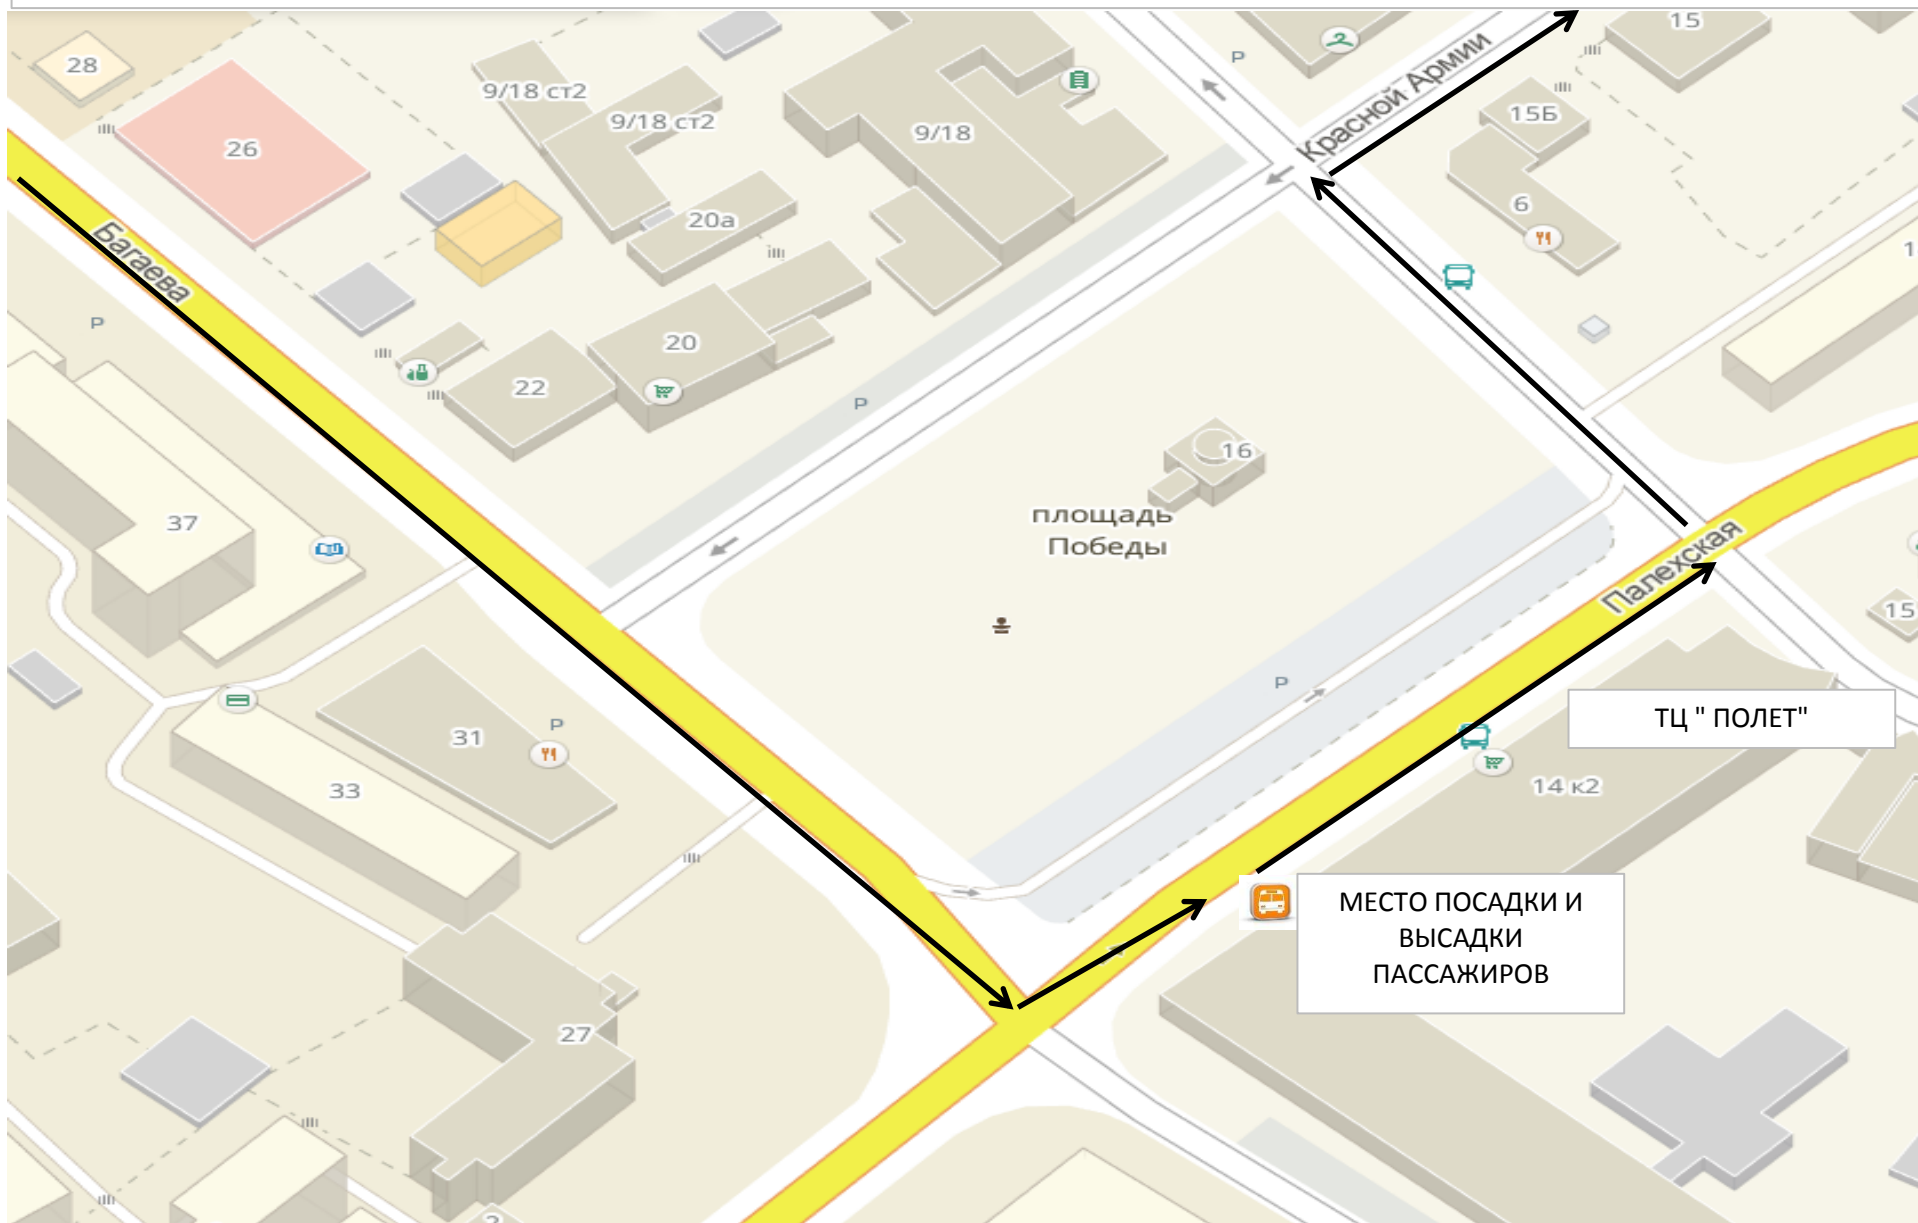 15
28
9/18 ст2
P
Красной Армии
15Б
9/18 ст2
9/18
26
6
20а
Багаева
1
P
20
22
P
16
37
площадь
Победы
Палехская
15
P
31
P
ТЦ " ПОЛЕТ"
33
14 к2
МЕСТО ПОСАДКИ И
ВЫСАДКИ
ПАССАЖИРОВ
27